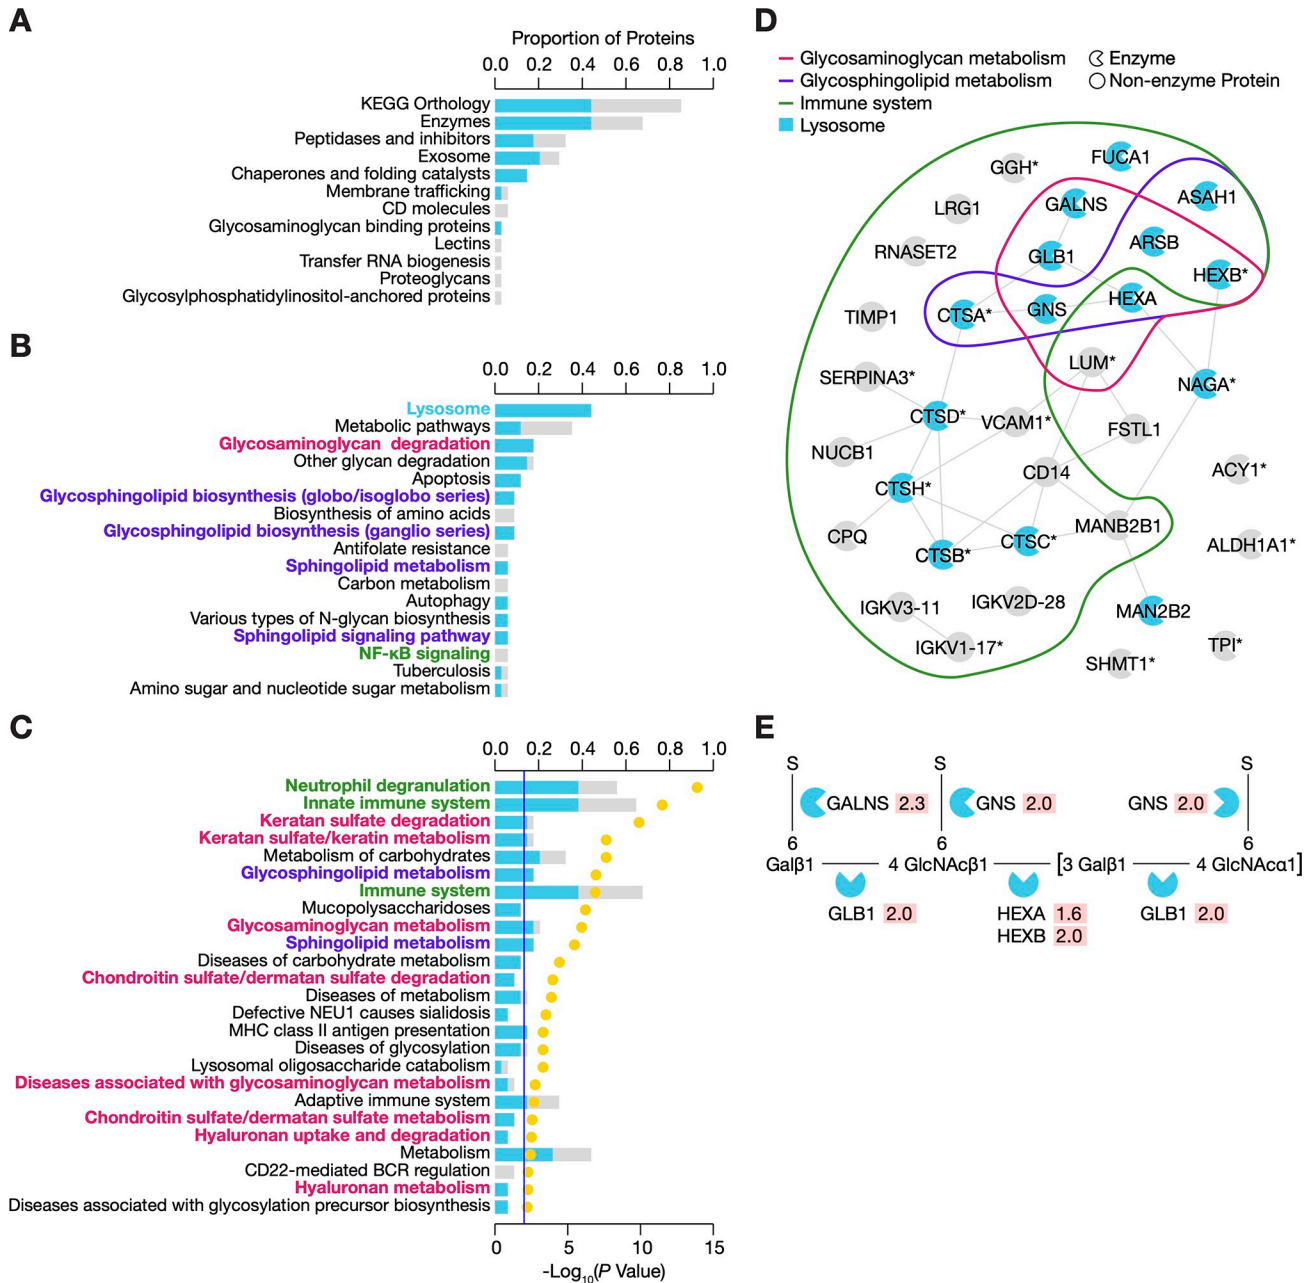 A
Proportion of Proteins
0.0 0.2 0.4 0.6 0.8 1.0
KEGG Orthology
Enzymes
Peptidases and inhibitors
Exosome
Chaperones and folding catalysts
Membrane trafficking
CD molecules
Glycosaminoglycan binding proteins
Lectins
Transfer RNA biogenesis
Proteoglycans
Glycosylphosphatidylinositol-anchored proteins
B
0.0 0.2 0.4 0.6 0.8 1.0
Lysosome
Metabolic pathways
Glycosaminoglycan degradation
Other glycan degradation
Apoptosis
Glycosphingolipid biosynthesis (globo/isoglobo series)
Biosynthesis of amino acids
Glycosphingolipid biosynthesis (ganglio series)
Antifolate resistance
Sphingolipid metabolism
Carbon metabolism
Autophagy
Various types of N-glycan biosynthesis
Sphingolipid signaling pathway
NF-κB signaling
Tuberculosis
Amino sugar and nucleotide sugar metabolism
C
0.0 0.2 0.4 0.6 0.8 1.0
Neutrophil degranulation
Innate immune system
Keratan sulfate degradation
Keratan sulfate/keratin metabolism
Metabolism of carbohydrates
Glycosphingolipid metabolism
Immune system
Mucopolysaccharidoses
Glycosaminoglycan metabolism
Sphingolipid metabolism
Diseases of carbohydrate metabolism
Chondroitin sulfate/dermatan sulfate degradation
Diseases of metabolism
Defective NEU1 causes sialidosis
MHC class II antigen presentation
Diseases of glycosylation
Lysosomal oligosaccharide catabolism
Diseases associated with glycosaminoglycan metabolism
Adaptive immune system
Chondroitin sulfate/dermatan sulfate metabolism
Hyaluronan uptake and degradation
Metabolism
CD22-mediated BCR regulation
Hyaluronan metabolism
Diseases associated with glycosylation precursor biosynthesis
0 5 10 15
-Log10(P Value)
D
Glycosaminoglycan metabolism
Glycosphingolipid metabolism
Immune system
Lysosome
Enzyme
Non-enzyme Protein
FUCA1
GGH*
ASAH1
LRG1
GALNS
RNASET2
GLB1
ARSB
HEXB*
HEXA
TIMP1
CTSA*
GNS
LUM*
SERPINA3*
NAGA*
CTSD*
VCAM1*
FSTL1
NUCB1
CD14
ACY1*
CTSH*
MANB2B1
CPQ
CTSB*
CTSC*
ALDH1A1*
IGKV3-11
IGKV2D-28
MAN2B2
IGKV1-17*
TPI*
SHMT1*
E
S S S
GALNS 2.3 GNS 2.0 GNS 2.0
6 6 6
Galβ1 4 GlcNAcβ1 [3 Galβ1 4 GlcNAcα1]
GLB1 2.0 HEXA 1.6 GLB1 2.0
HEXB 2.0